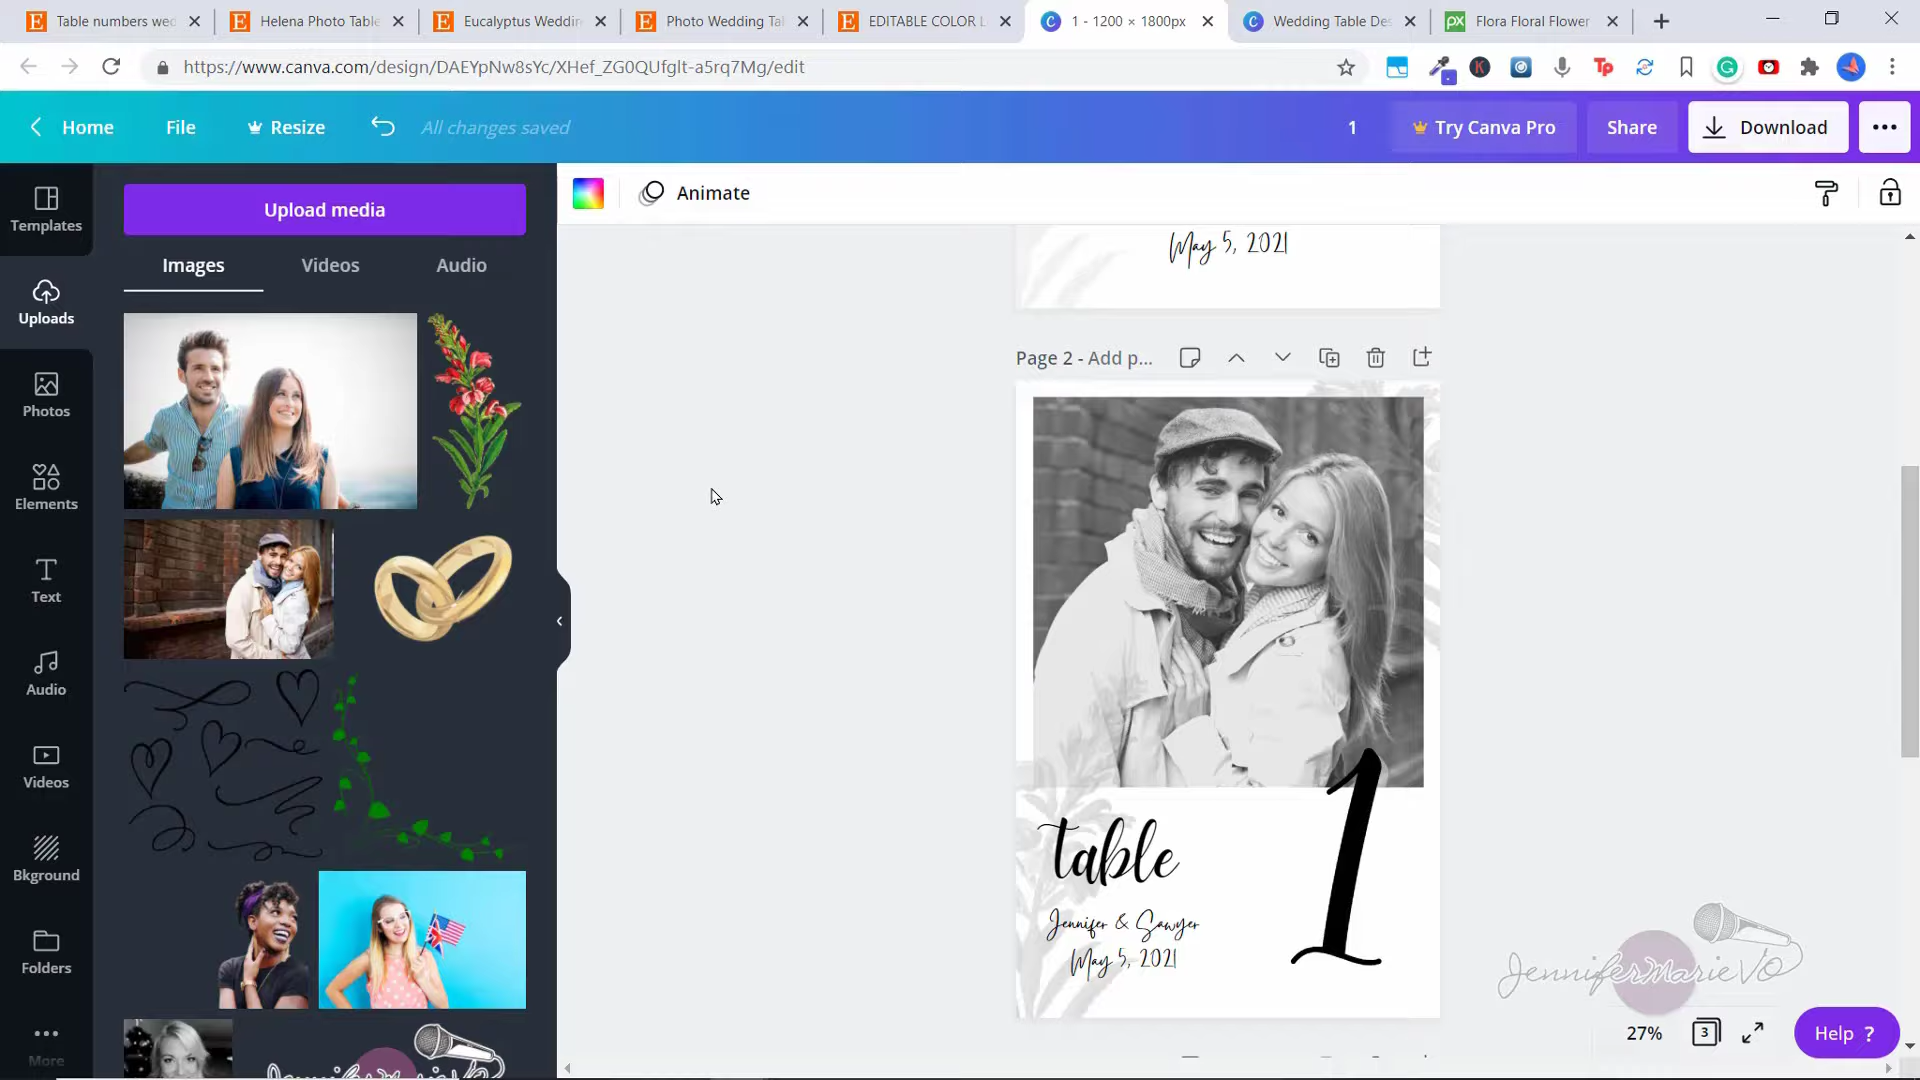 Table numbers wed
Helena Photo Table
Eucalyptus Weddin
Photo Wedding Ta
EDITABLE COLOR L
1 - 1200 × 1800px
Wedding Table Des
Flora Floral Flower
https://www.canva.com/design/DAEYpNw8sYc/XHef_ZG0QUfglt-a5rq7Mg/edit
Home
File
Resize
All changes saved
1
Try Canva Pro
Share
Download
Templates
Uploads
Photos
Elements
Text
Audio
Videos
Bkground
Folders
More
Upload media
Images
Videos
Audio
Animate
May 5, 2021
Page 2 - Add p...
table
1
Jennifer & Sawyer
May 5, 2021
JenniferMarieVO
27%
3
Help ?